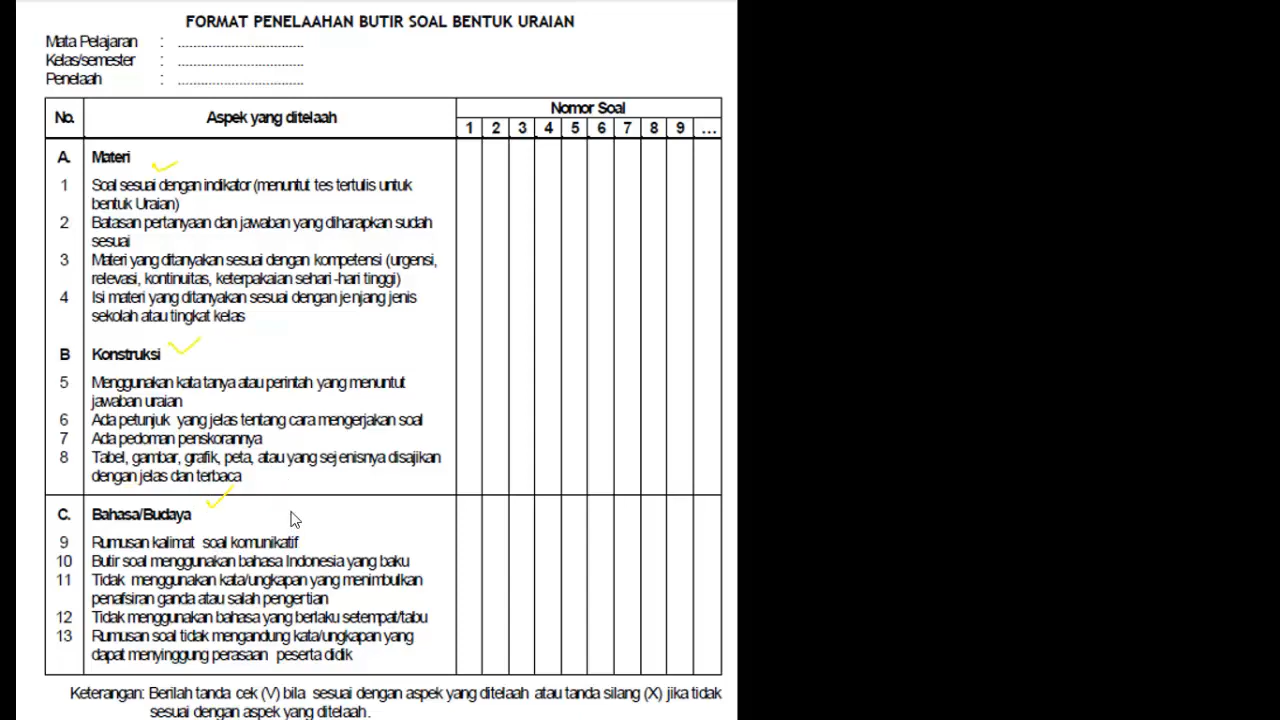 FORMAT PENELAAHAN BUTIR SOAL BENTUK URAIAN
Mata Pelajaran : ................................
Kelas/semester : ................................
Penelaah : ................................
No. Aspek yang ditelaah Nomor Soal
1 2 3 4 5 6 7 8 9 ...
A. Materi
1 Soal sesuai dengan indikator (menuntut tes tertulis untuk
bentuk Uraian)
2 Batasan pertanyaan dan jawaban yang diharapkan sudah
sesuai
3 Materi yang ditanyakan sesuai dengan kompetensi (urgensi,
relevasi, kontinuitas, keterpakaian sehari-hari tinggi)
4 Isi materi yang ditanyakan sesuai dengan jenjang jenis
sekolah atau tingkat kelas
B Konstruksi
5 Menggunakan kata tanya atau perintah yang menuntut
jawaban uraian
6 Ada petunjuk yang jelas tentang cara mengerjakan soal
7 Ada pedoman penskorannya
8 Tabel, gambar, grafik, peta, atau yang sejenisnya disajikan
dengan jelas dan terbaca
C. Bahasa/Budaya
9 Rumusan kalimat soal komunikatif
10 Butir soal menggunakan bahasa Indonesia yang baku
11 Tidak menggunakan kata/ungkapan yang menimbulkan
penafsiran ganda atau salah pengertian
12 Tidak menggunakan bahasa yang berlaku setempat/tabu
13 Rumusan soal tidak mengandung kata/ungkapan yang
dapat menyinggung perasaan peserta didik
Keterangan: Berilah tanda cek (V) bila sesuai dengan aspek yang ditelaah atau tanda silang (X) jika tidak
sesuai dengan aspek yang ditelaah.